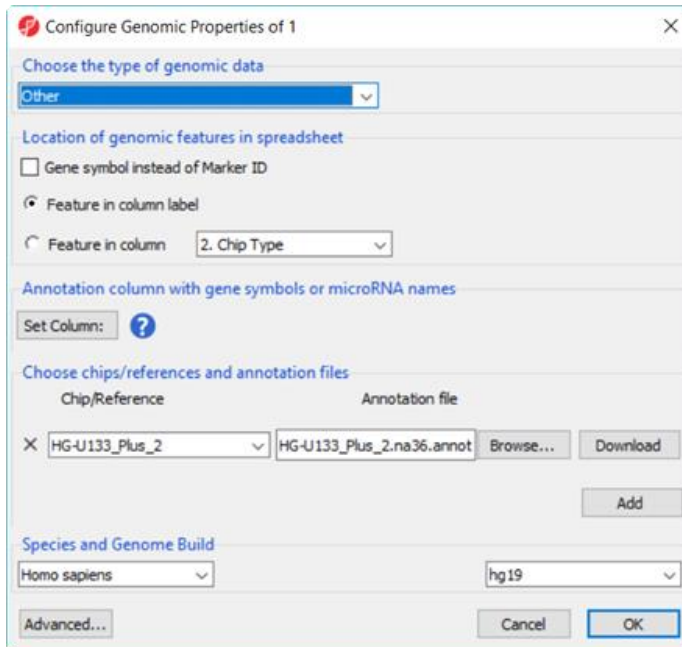 Configure Genomic Properties of 1
Choose the type of genomic data
Other
Location of genomic features in spreadsheet
Gene symbol instead of Marker ID
Feature in column label
Feature in column 2. Chip Type
Annotation column with gene symbols or microRNA names
Set Column: ?
Choose chips/references and annotation files
Chip/Reference Annotation file
HG-U133_Plus_2 HG-U133_Plus_2.na36.annot Browse... Download
Add
Species and Genome Build
Homo sapiens hg19
Advanced... Cancel OK